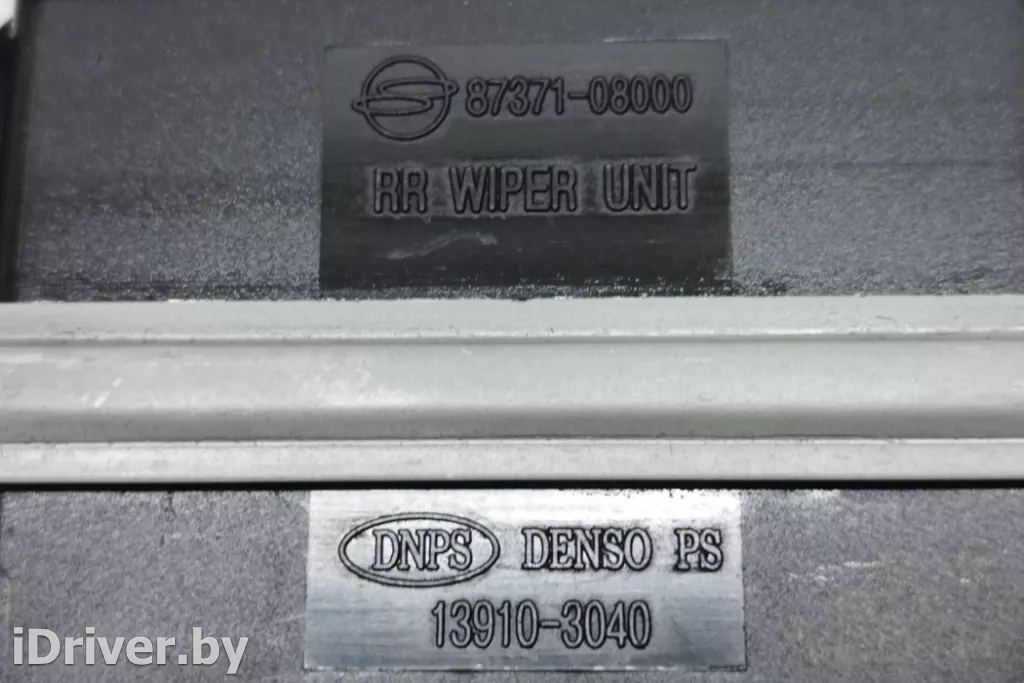 87371-08000
RR WIPER UNIT
DNPS DENSO PS
13910-3040
iDriver.by